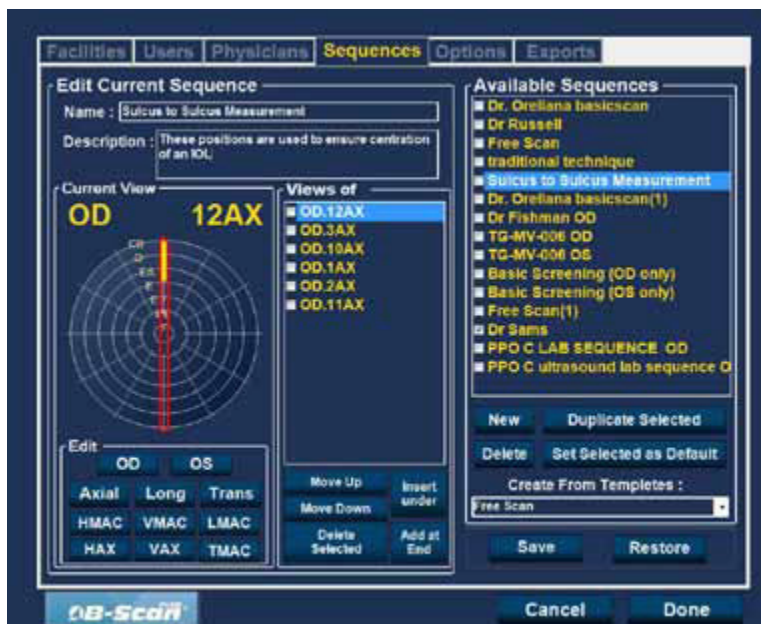 Facilities Users Physicians Sequences Options Exports
Edit Current Sequence
Name : Sulcus to Sulcus Measurement
Description : These positions are used to ensure centration
of an IOL
Current View
OD 12AX
Views of
OD.12AX
OD.3AX
OD.10AX
OD.1AX
OD.2AX
OD.11AX
Edit
OD OS
Axial Long Trans
HMAC VMAC LMAC
HAX VAX TMAC
Move Up
Move Down
Delete
Selected
Insert
under
Add at
End
Available Sequences
Dr. Orellana basicscan
Dr Russell
Free Scan
traditional technique
Sulcus to Sulcus Measurement
Dr. Orellana basicscan(1)
Dr Fishman OD
TG-MV-006 OD
TG-MV-006 OS
Basic Screening (OD only)
Basic Screening (OS only)
Free Scan(1)
Dr Sams
PPO C LAB SEQUENCE OD
PPO C ultrasound lab sequence O
New Duplicate Selected
Delete Set Selected as Default
Create From Templates :
Free Scan
Save Restore
B-Scan
Cancel Done